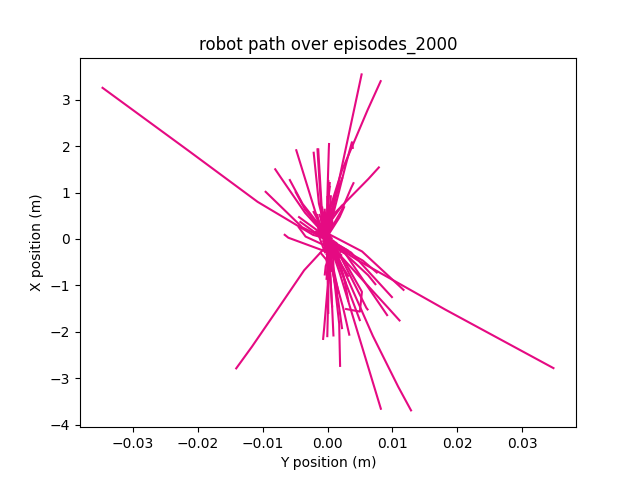 robot path over episodes_2000
X position (m)
3
2
1
0
−1
−2
−3
−4
−0.03 −0.02 −0.01 0.00 0.01 0.02 0.03
Y position (m)